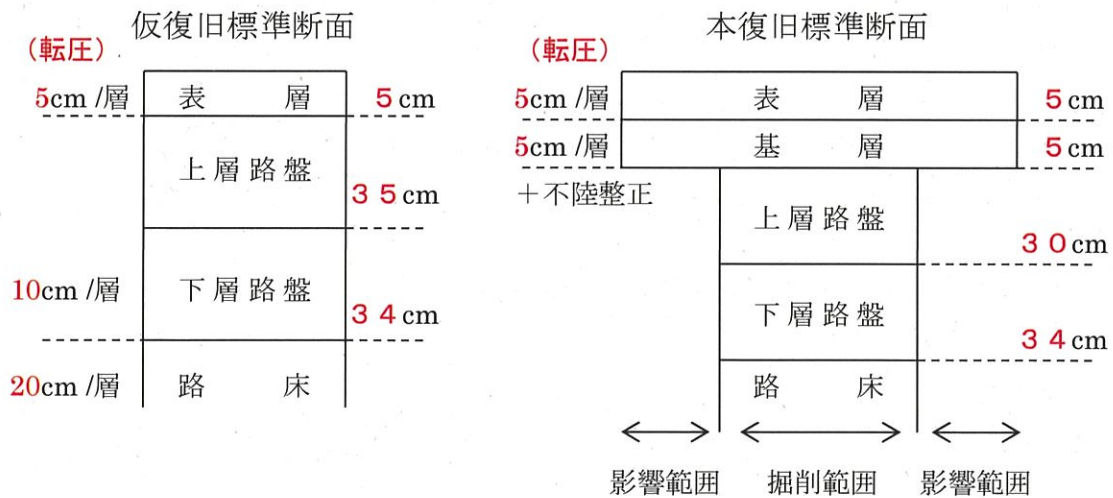 仮復旧標準断面
(転圧)
5cm /層 表 層 5cm
上層路盤
35cm
10cm /層 下層路盤
34cm
20cm /層 路 床
本復旧標準断面
(転圧)
5cm /層 表 層 5cm
5cm /層 基 層 5cm
+不陸整正
上層路盤
30cm
下層路盤
34cm
路 床
影響範囲 掘削範囲 影響範囲